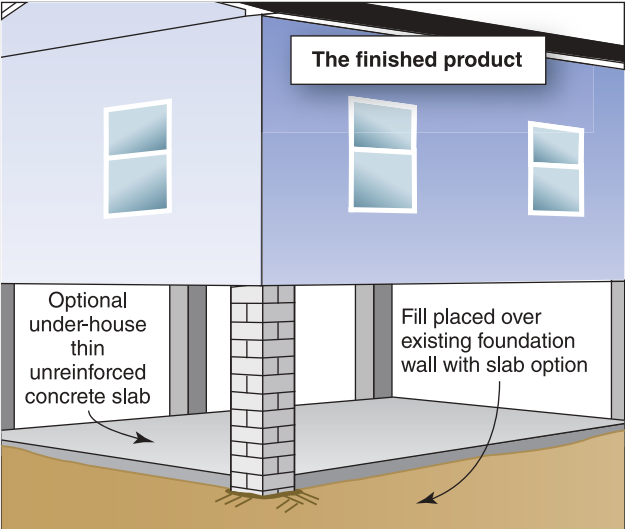 The finished product
Optional
under-house
thin
unreinforced
concrete slab
Fill placed over
existing foundation
wall with slab option